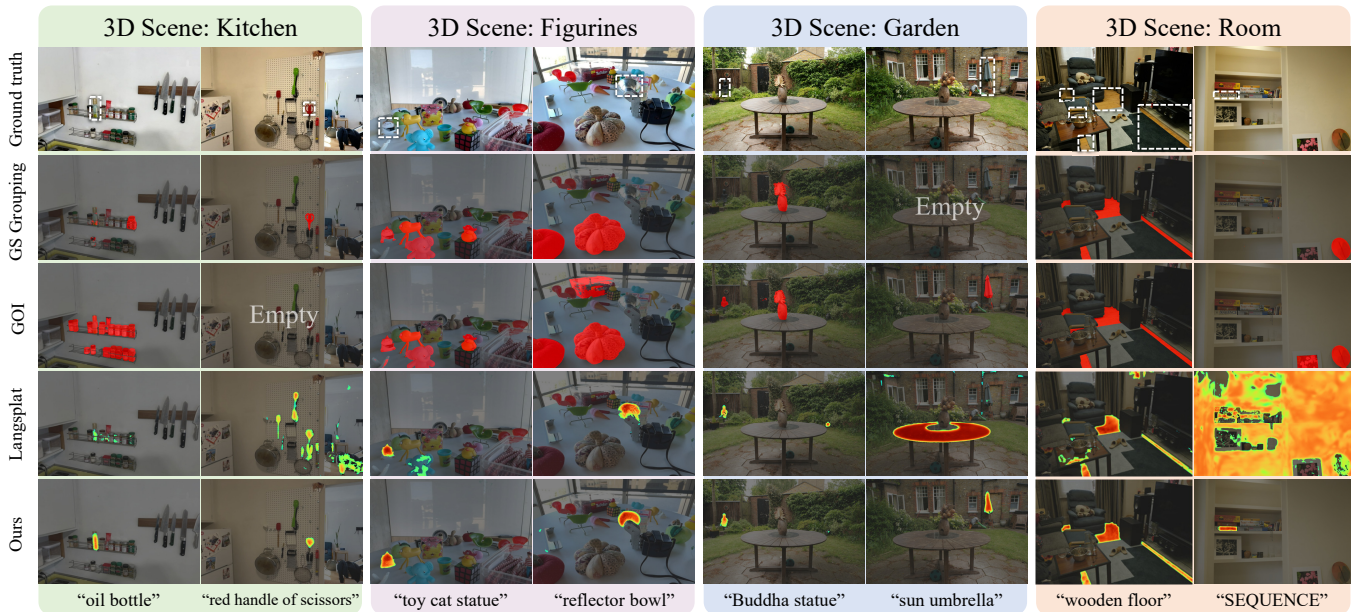 3D Scene: Kitchen
3D Scene: Figurines
3D Scene: Garden
3D Scene: Room
Ground truth
GS Grouping
Empty
GOI
Empty
Langsplat
Ours
“oil bottle”
“red handle of scissors”
“toy cat statue”
“reflector bowl”
“Buddha statue”
“sun umbrella”
“wooden floor”
“SEQUENCE”